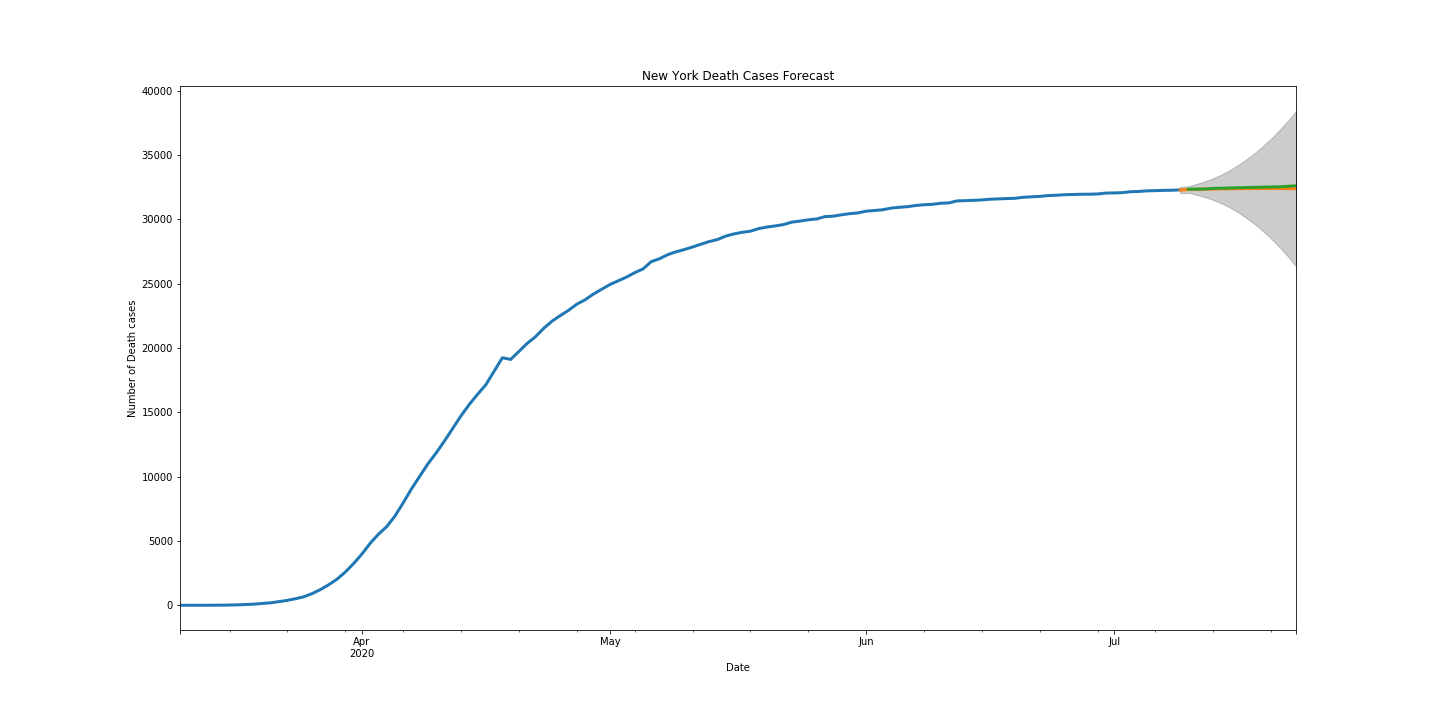 New York Death Cases Forecast
40000
35000
30000
25000
20000
15000
10000
5000
0
Number of Death cases
Apr
2020
May
Jun
Jul
Date